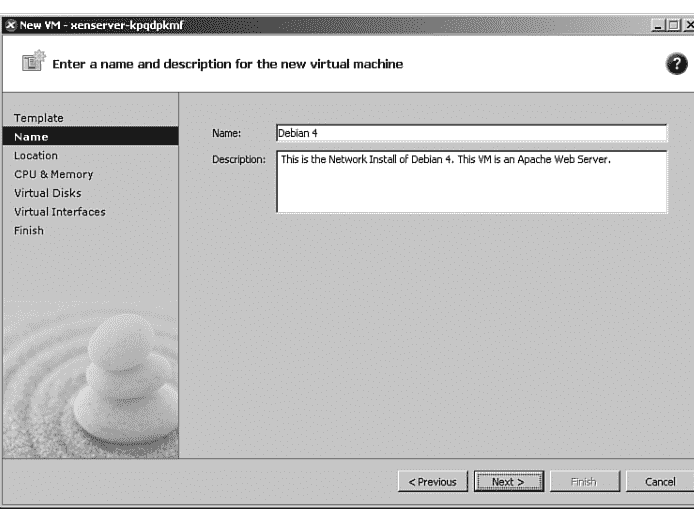 New VM - xenserver-kpqdpkmf
Enter a name and description for the new virtual machine
?
Template
Name
Location
CPU & Memory
Virtual Disks
Virtual Interfaces
Finish
Name: Debian 4
Description: This is the Network Install of Debian 4. This VM is an Apache Web Server.
< Previous Next > Finish Cancel